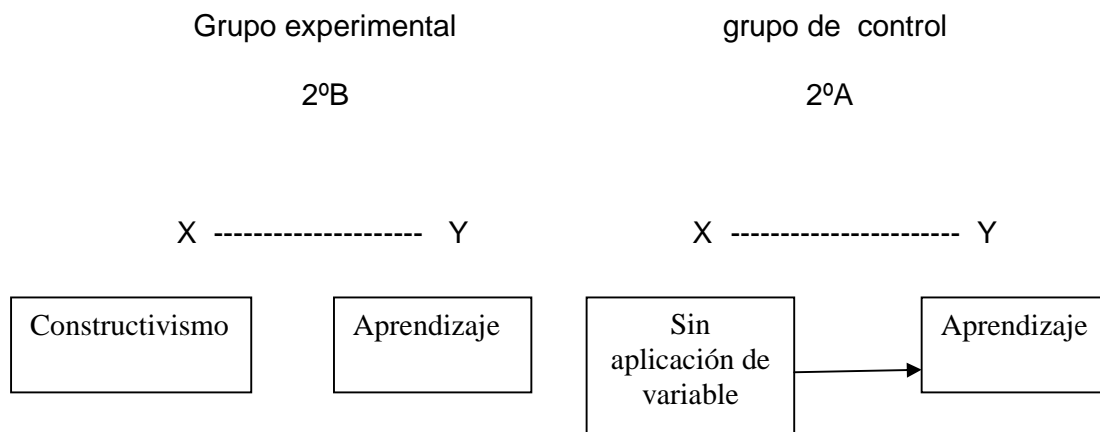 Grupo experimental grupo de control
2ºB 2ºA
X --------------------- Y X ----------------------- Y
Constructivismo Aprendizaje Sin Aprendizaje
aplicación de
variable